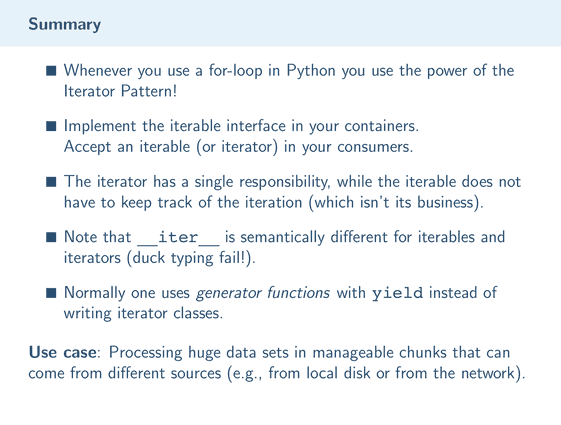 Summary
■ Whenever you use a for-loop in Python you use the power of the
Iterator Pattern!
■ Implement the iterable interface in your containers.
Accept an iterable (or iterator) in your consumers.
■ The iterator has a single responsibility, while the iterable does not
have to keep track of the iteration (which isn't its business).
■ Note that __iter__ is semantically different for iterables and
iterators (duck typing fail!).
■ Normally one uses generator functions with yield instead of
writing iterator classes.
Use case: Processing huge data sets in manageable chunks that can
come from different sources (e.g., from local disk or from the network).